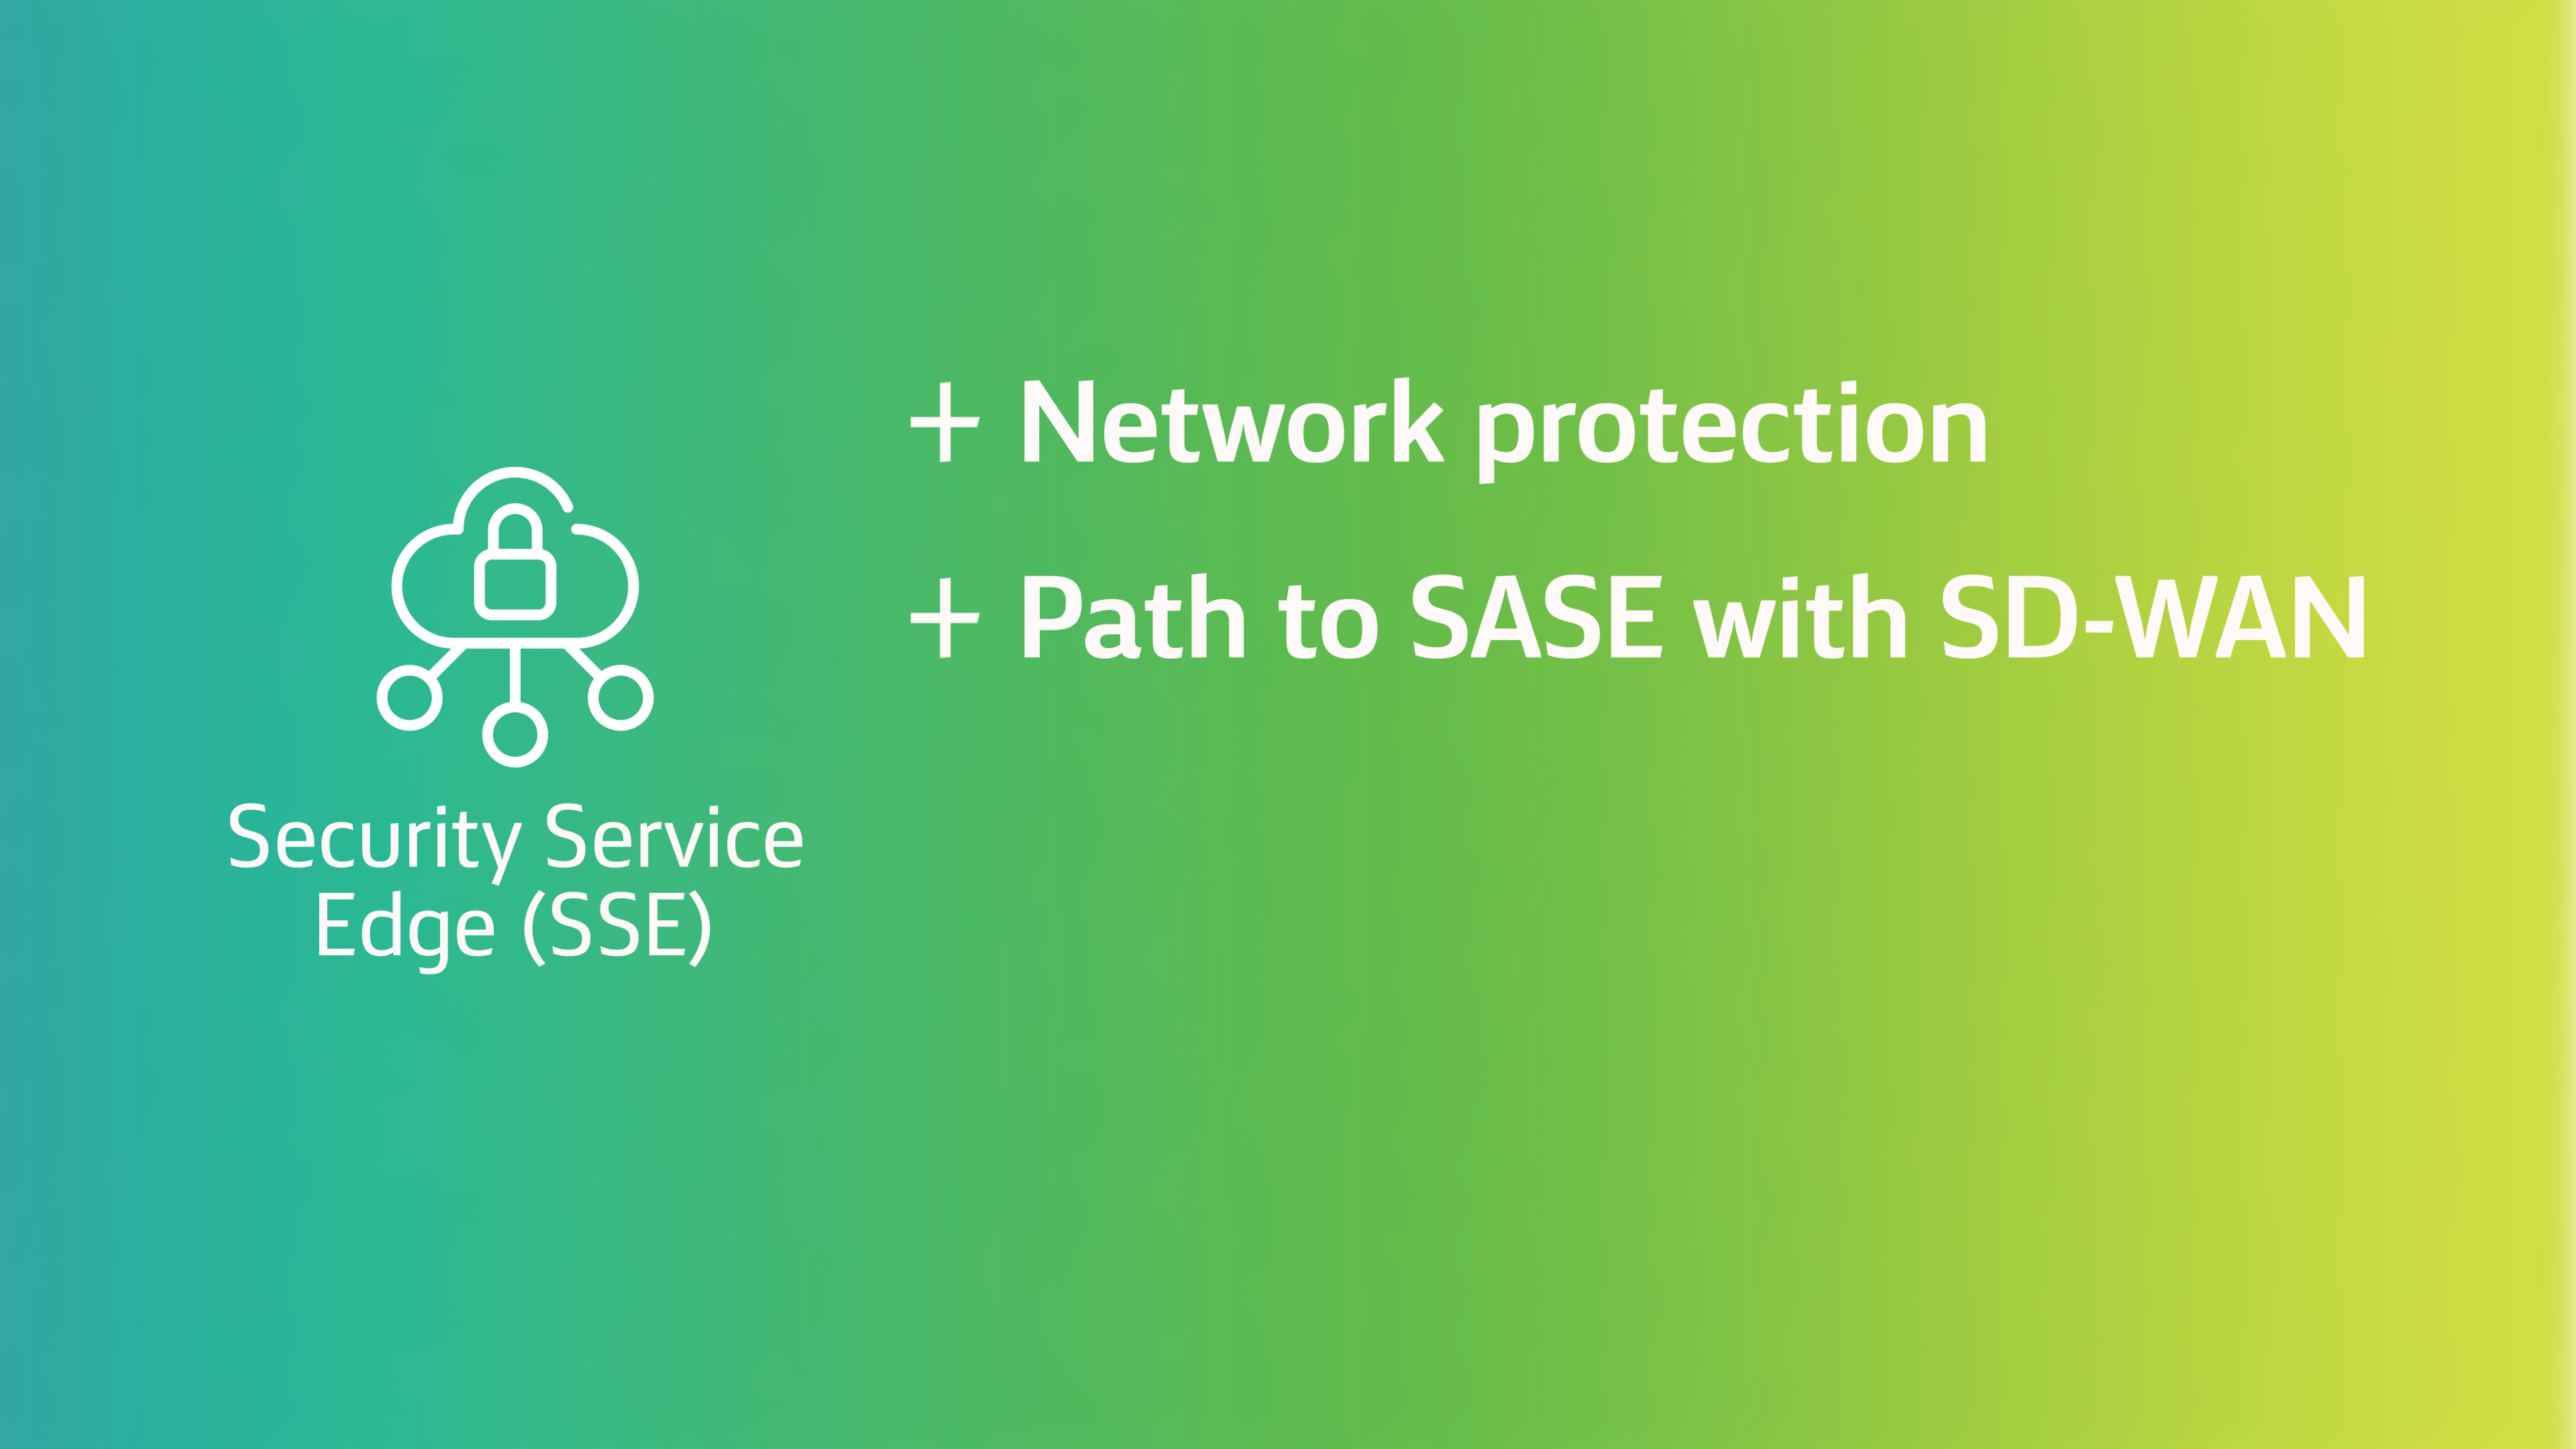 + Network protection
+ Path to SASE with SD-WAN
Security Service
Edge (SSE)